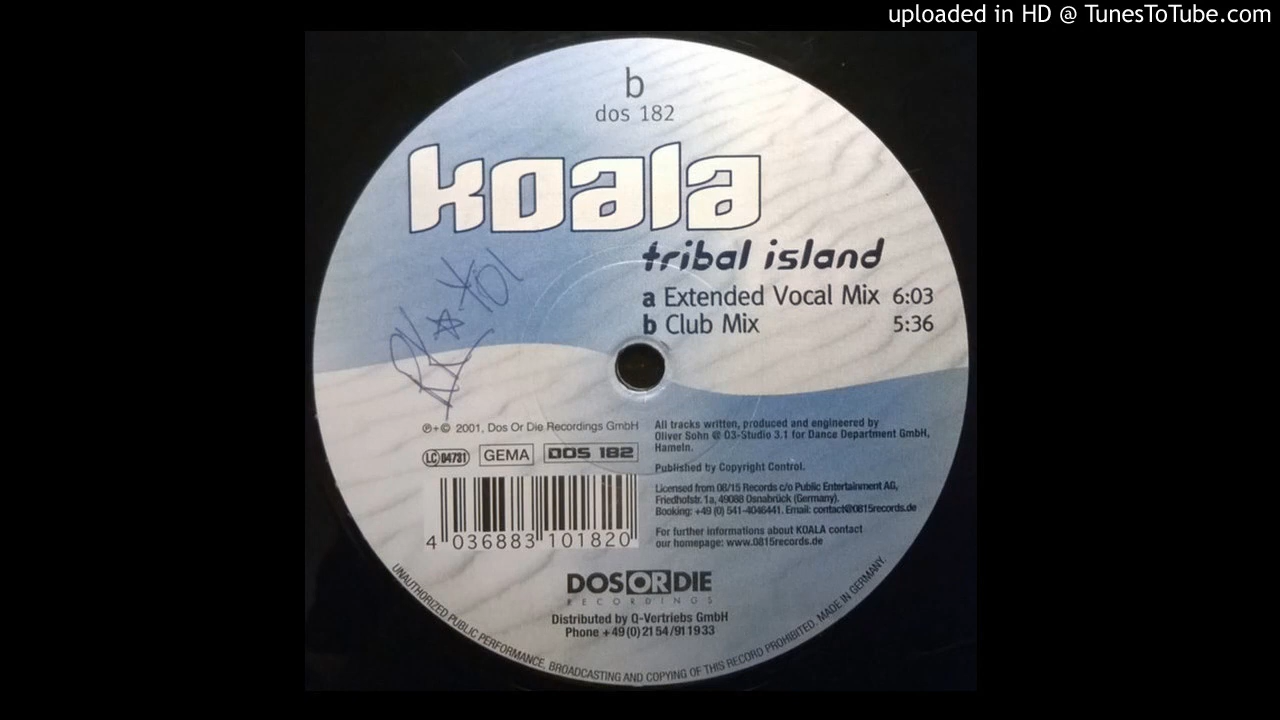 uploaded in HD @ TunesToTube.com
b
dos 182
koala
tribal island
a Extended Vocal Mix 6:03
b Club Mix 5:36
℗+© 2001, Dos Or Die Recordings GmbH
LC 04731 GEMA DOS 182
4 036883 101820
All tracks written, produced and engineered by
Oliver Sohn @ 03-Studio 3.1 for Dance Department GmbH,
Hameln.
Published by Copyright Control.
Licensed from 08/15 Records c/o Public Entertainment AG,
Friedhofstr. 1a, 49088 Osnabrück (Germany).
Booking: +49 (0) 541-4046441. Email: contact@0815records.de
For further informations about KOALA contact
our homepage: www.0815records.de
DOS OR DIE
RECORDINGS
Distributed by Q-Vertriebs GmbH
Phone +49 (0) 21 54 / 91 19 33
UNAUTHORIZED PUBLIC PERFORMANCE, BROADCASTING AND COPYING OF THIS RECORD PROHIBITED. MADE IN GERMANY.